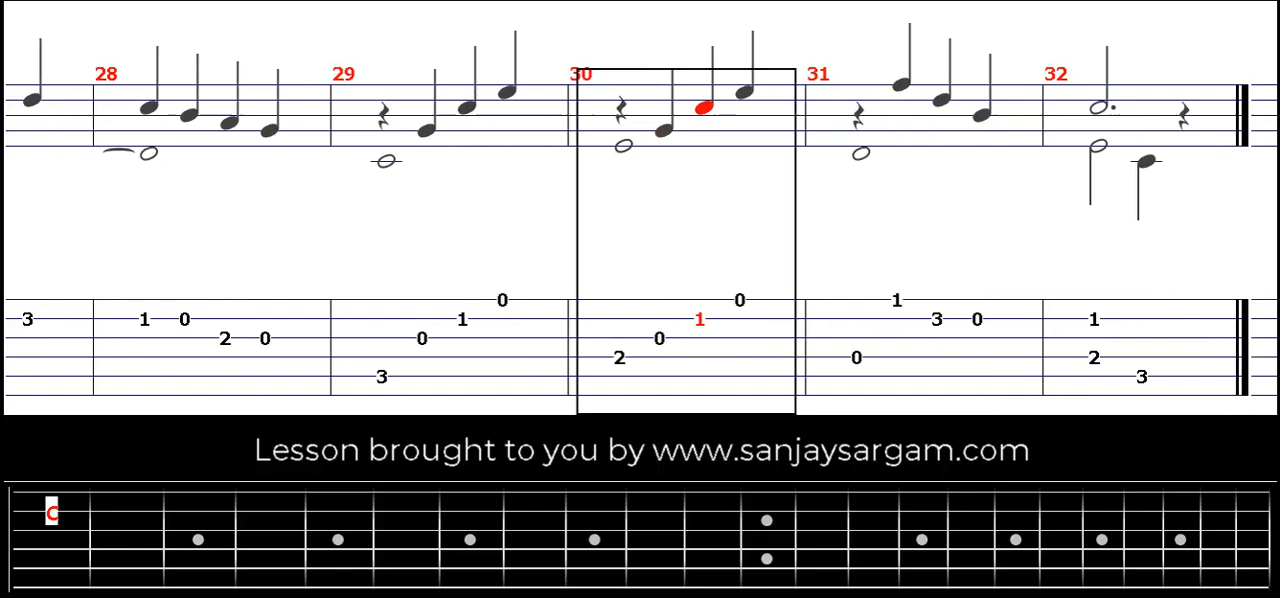 28 29 30 31 32
0 1 0
3 1 0 1 1 3 0 1
2 0 0 0
2 0 2
3 3
Lesson brought to you by www.sanjaysargam.com
C